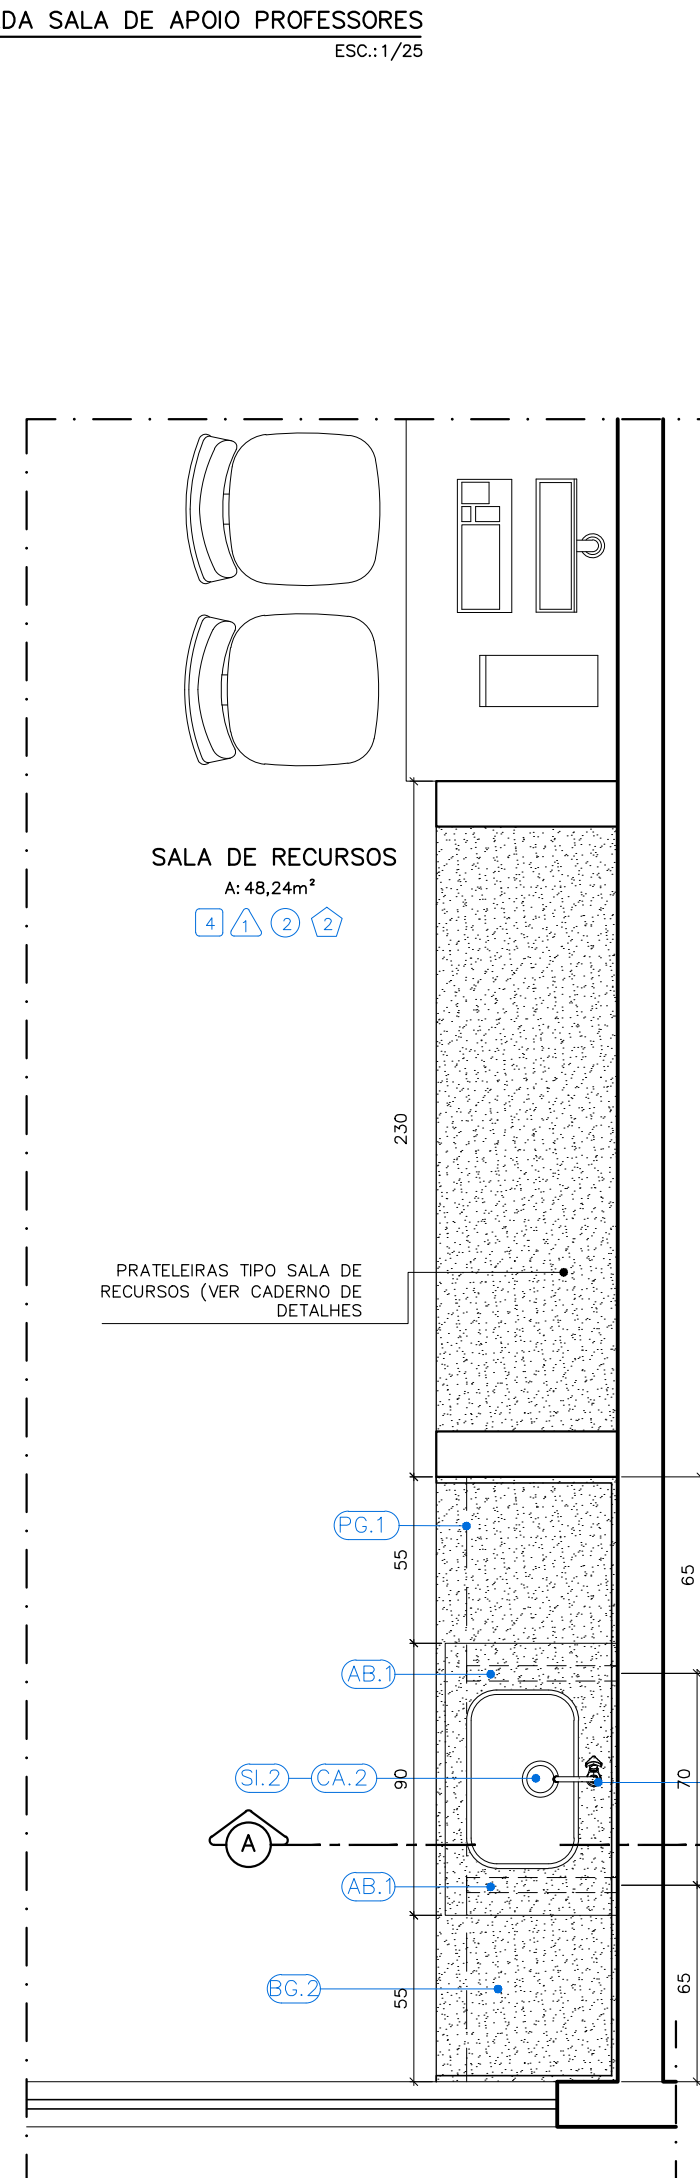 DA SALA DE APOIO PROFESSORES
ESC.:1/25
SALA DE RECURSOS
A: 48,24m²
4 1 2 2
230
PRATELEIRAS TIPO SALA DE
RECURSOS (VER CADERNO DE
DETALHES
PG.1
55
65
AB.1
SI.2 CA.2
90
70
A
AB.1
BG.2
55
65